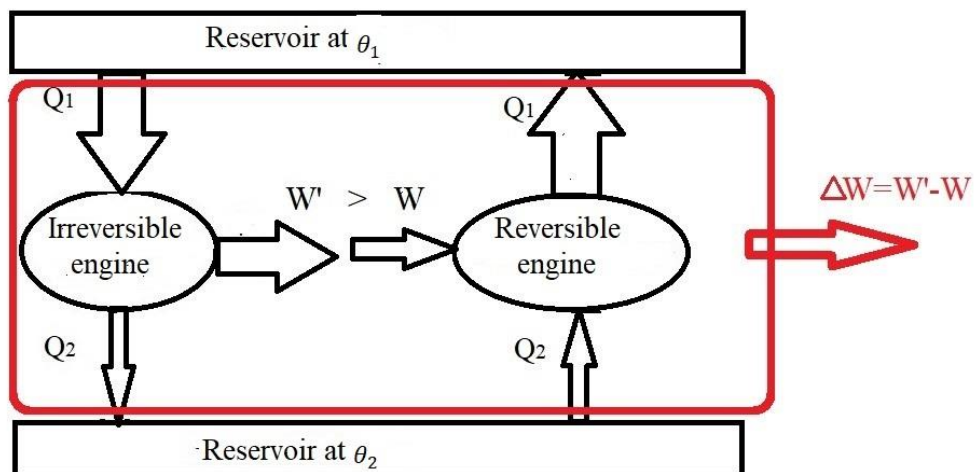 Reservoir at θ₁
Q₁
Q₁
W' > W
ΔW=W'-W
Irreversible
engine
Reversible
engine
Q₂
Q₂
Reservoir at θ₂